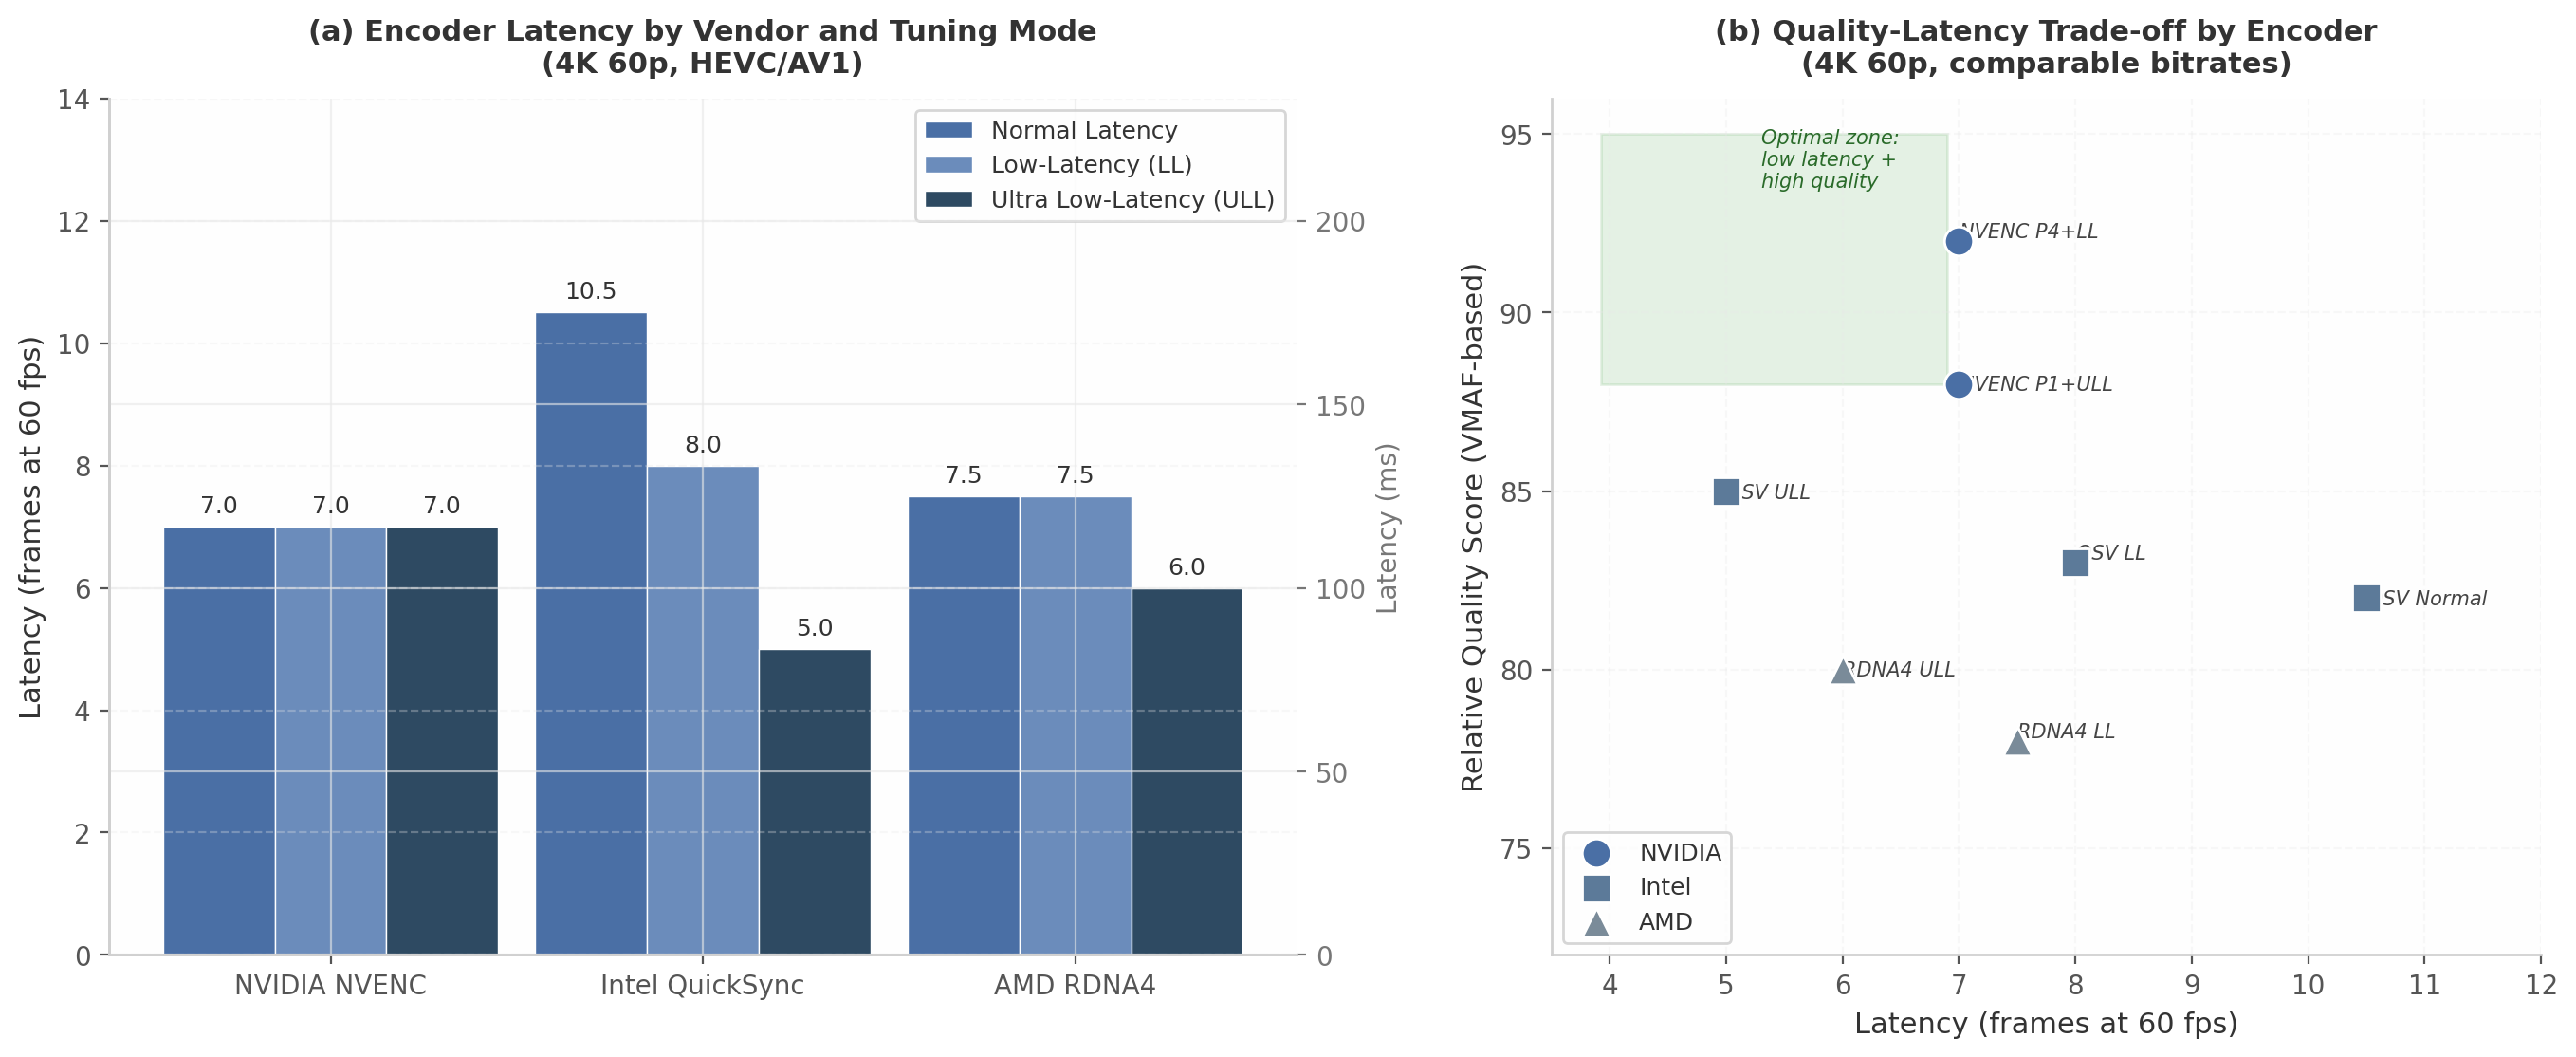 (a) Encoder Latency by Vendor and Tuning Mode
(4K 60p, HEVC/AV1)
Latency (frames at 60 fps)
14
12
10
8
6
4
2
0
Normal Latency
Low-Latency (LL)
Ultra Low-Latency (ULL)
7.0
7.0
7.0
10.5
8.0
5.0
7.5
7.5
6.0
NVIDIA NVENC
Intel QuickSync
AMD RDNA4
200
150
100
50
0
Latency (ms)
(b) Quality-Latency Trade-off by Encoder
(4K 60p, comparable bitrates)
Relative Quality Score (VMAF-based)
95
90
85
80
75
Optimal zone:
low latency +
high quality
NVENC P4+LL
VENC P1+ULL
SV ULL
QSV LL
SV Normal
RDNA4 ULL
RDNA4 LL
NVIDIA
Intel
AMD
4
5
6
7
8
9
10
11
12
Latency (frames at 60 fps)